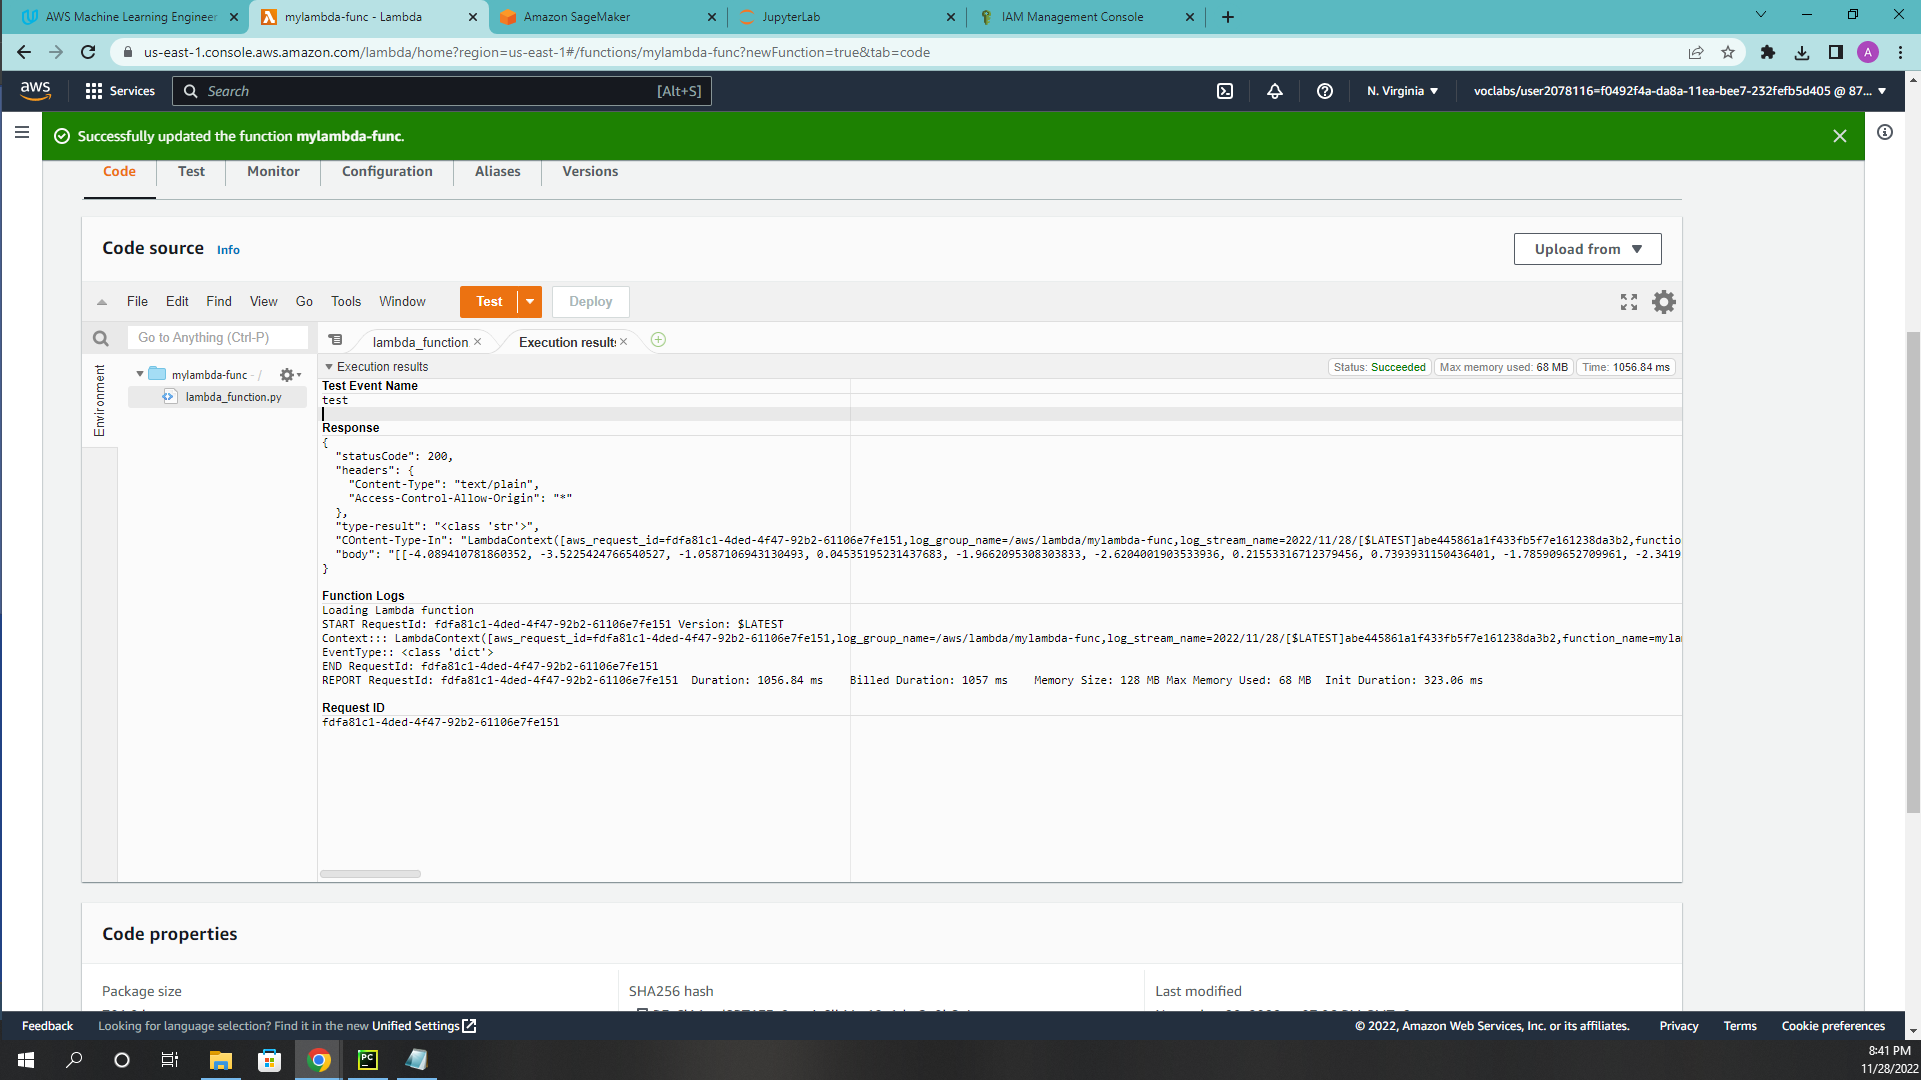 AWS Machine Learning Engineer
mylambda-func - Lambda
Amazon SageMaker
JupyterLab
IAM Management Console
us-east-1.console.aws.amazon.com/lambda/home?region=us-east-1#/functions/mylambda-func?newFunction=true&tab=code
A
aws
Services
Search
[Alt+S]
N. Virginia
voclabs/user2078116=f0492f4a-da8a-11ea-bee7-232fefb5d405 @ 87...
Successfully updated the function mylambda-func.
Code
Test
Monitor
Configuration
Aliases
Versions
Code source
Info
Upload from
File
Edit
Find
View
Go
Tools
Window
Test
Deploy
Go to Anything (Ctrl-P)
lambda_function
Execution results
Environment
mylambda-func - /
lambda_function.py
Execution results
Status: Succeeded
Max memory used: 68 MB
Time: 1056.84 ms
Test Event Name
test
Response
{
"statusCode": 200,
"headers": {
"Content-Type": "text/plain",
"Access-Control-Allow-Origin": "*"
},
"type-result": "<class 'str'>",
"COntent-Type-In": "LambdaContext([aws_request_id=fdfa81c1-4ded-4f47-92b2-61106e7fe151,log_group_name=/aws/lambda/mylambda-func,log_stream_name=2022/11/28/[$LATEST]abe445861a1f433fb5f7e161238da3b2,function
"body": "[[-4.089410781860352, -3.5225424766540527, -1.0587106943130493, 0.04535195231437683, -1.9662095308303833, -2.6204001903533936, 0.21553316712379456, 0.7393931150436401, -1.785909652709961, -2.3419
}
Function Logs
Loading Lambda function
START RequestId: fdfa81c1-4ded-4f47-92b2-61106e7fe151 Version: $LATEST
Context::: LambdaContext([aws_request_id=fdfa81c1-4ded-4f47-92b2-61106e7fe151,log_group_name=/aws/lambda/mylambda-func,log_stream_name=2022/11/28/[$LATEST]abe445861a1f433fb5f7e161238da3b2,function_name=myla
EventType:: <class 'dict'>
END RequestId: fdfa81c1-4ded-4f47-92b2-61106e7fe151
REPORT RequestId: fdfa81c1-4ded-4f47-92b2-61106e7fe151 Duration: 1056.84 ms Billed Duration: 1057 ms Memory Size: 128 MB Max Memory Used: 68 MB Init Duration: 323.06 ms
Request ID
fdfa81c1-4ded-4f47-92b2-61106e7fe151
Code properties
Package size
SHA256 hash
Last modified
Feedback
Looking for language selection? Find it in the new Unified Settings
© 2022, Amazon Web Services, Inc. or its affiliates.
Privacy
Terms
Cookie preferences
PC
8:41 PM
11/28/2022